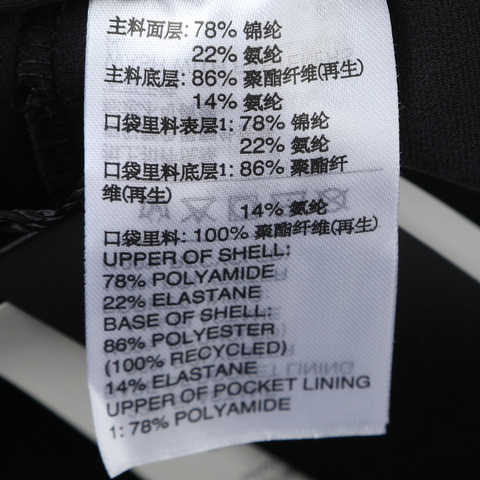 主料面层: 78% 锦纶
22% 氨纶
主料底层: 86% 聚酯纤维(再生)
14% 氨纶
口袋里料表层1: 78% 锦纶
22% 氨纶
口袋里料底层1: 86% 聚酯纤
维(再生)
14% 氨纶
口袋里料: 100% 聚酯纤维(再生)
UPPER OF SHELL:
78% POLYAMIDE
22% ELASTANE
BASE OF SHELL:
86% POLYESTER
(100% RECYCLED)
14% ELASTANE
UPPER OF POCKET LINING
1: 78% POLYAMIDE